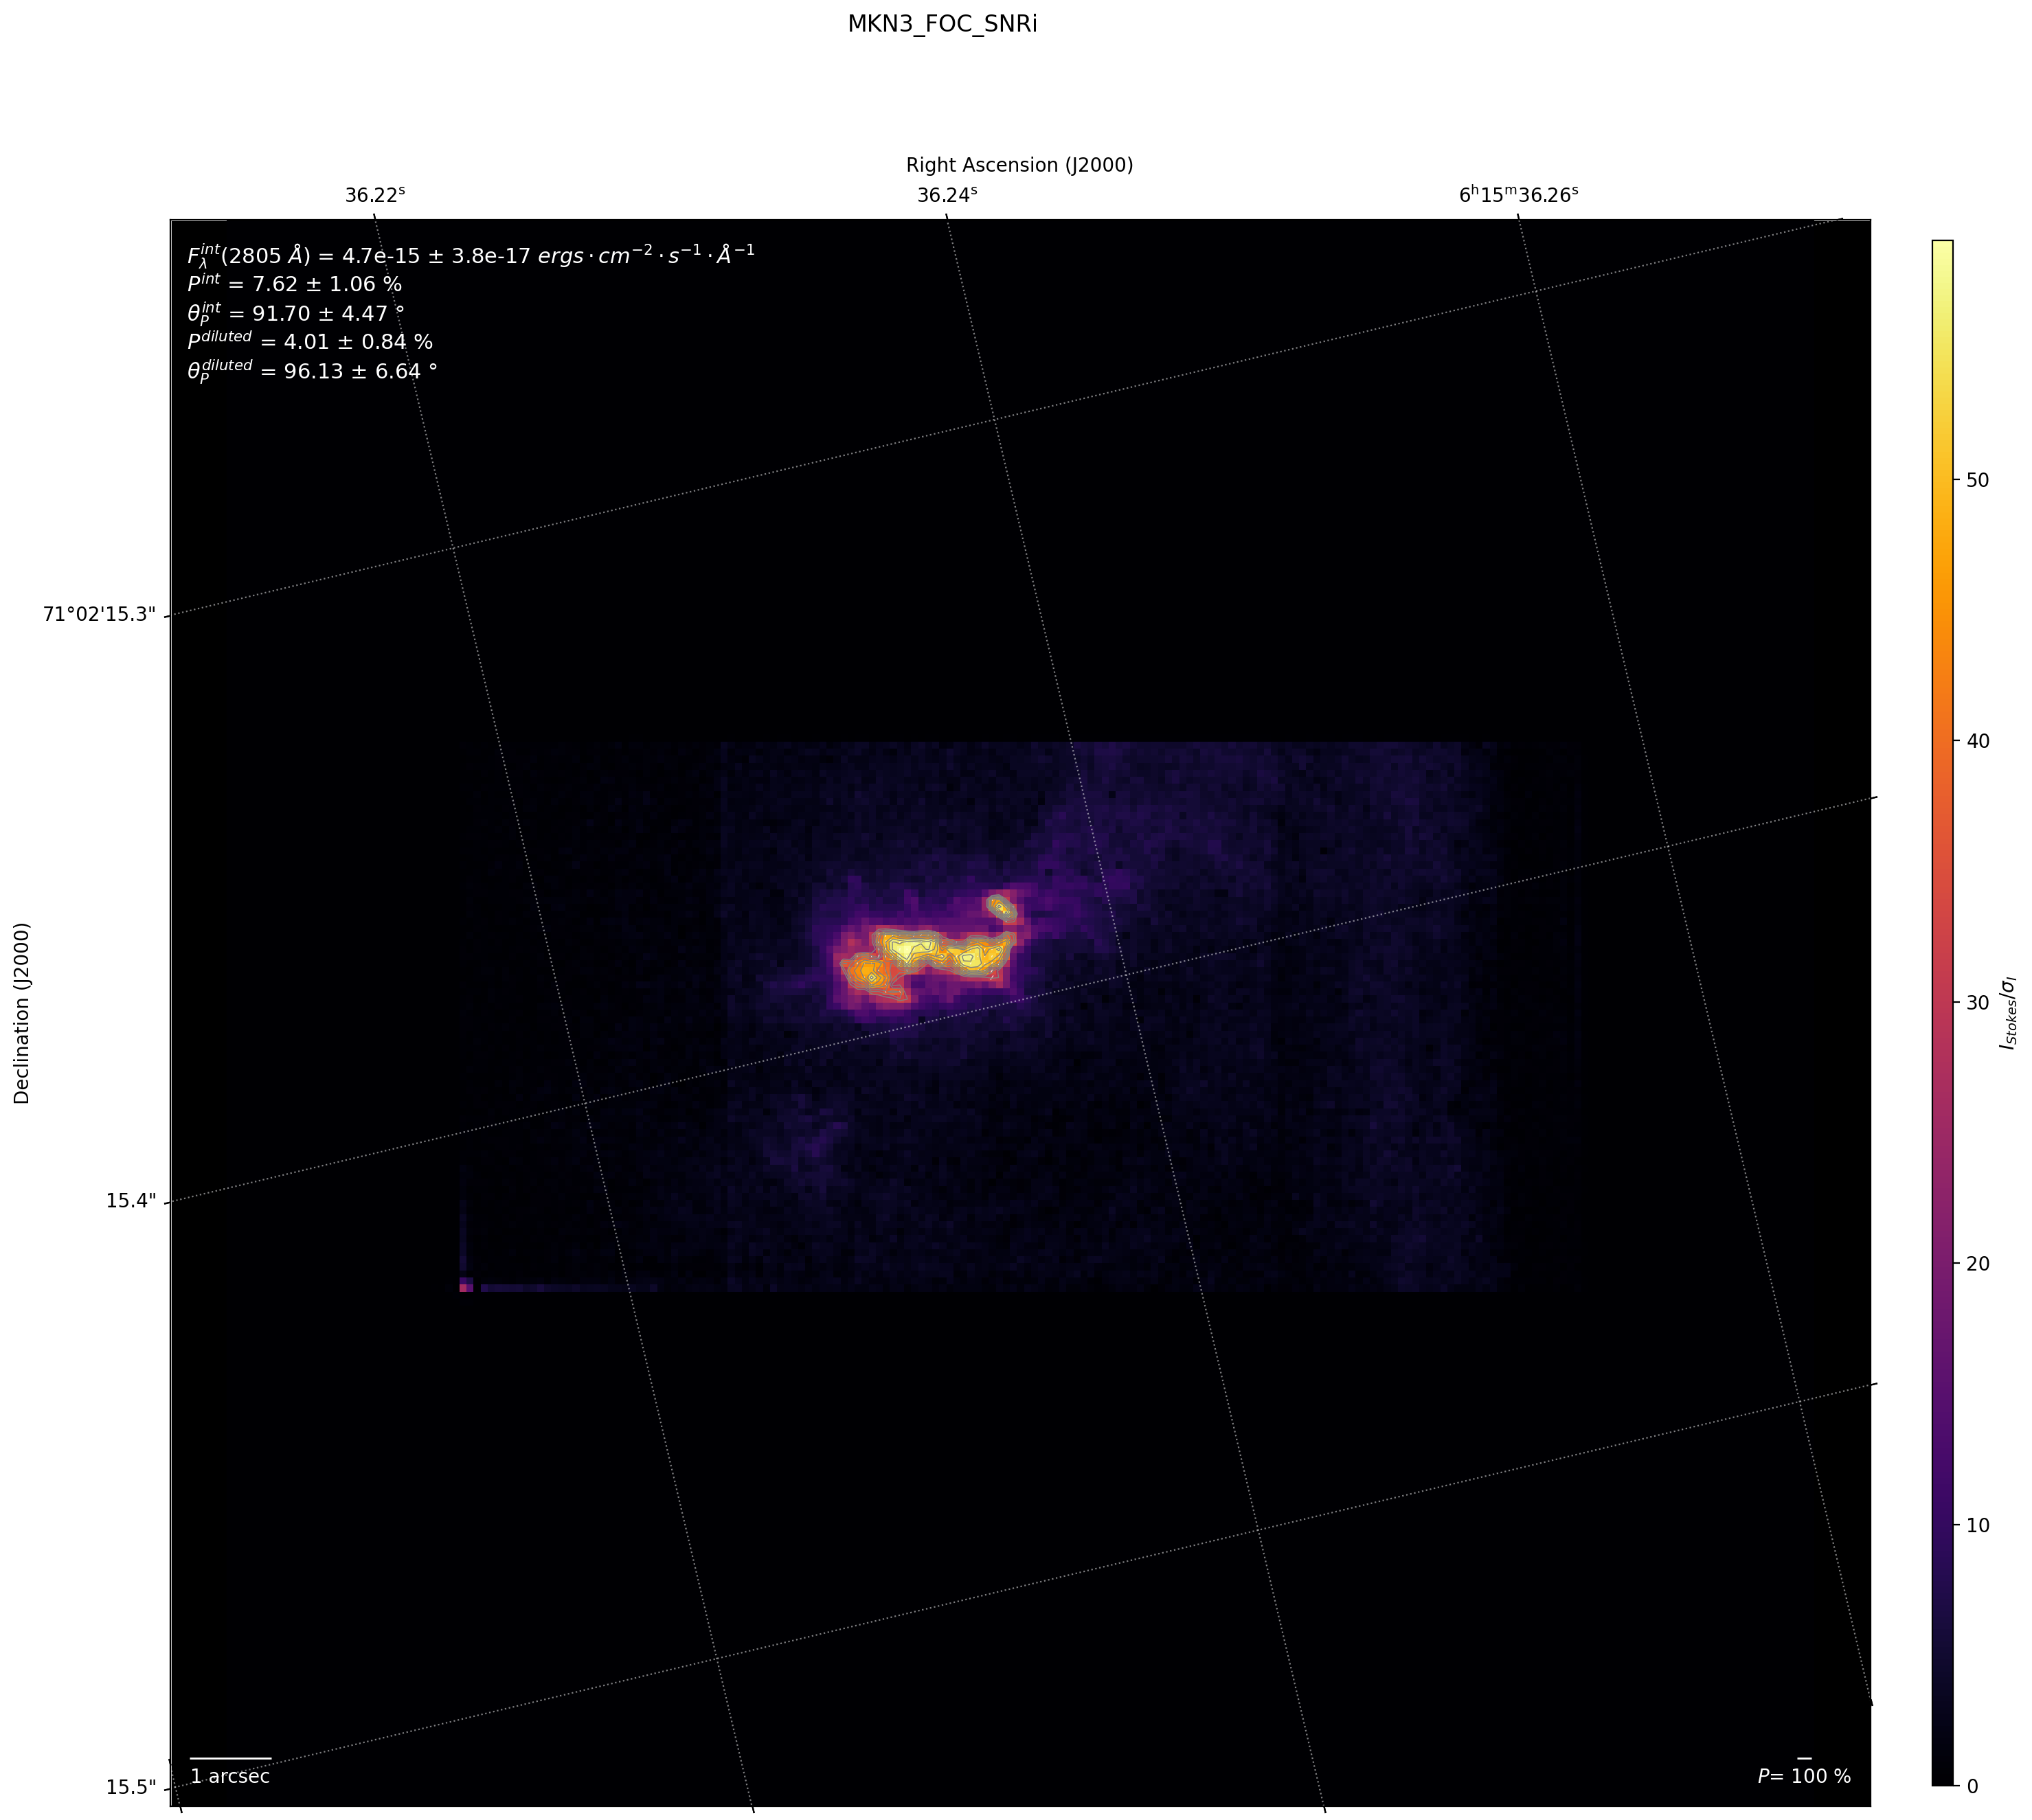 MKN3_FOC_SNRi
Right Ascension (J2000)
36.22ˢ 36.24ˢ 6ʰ15ᵐ36.26ˢ
F_λ^int(2805 Å) = 4.7e-15 ± 3.8e-17 ergs · cm⁻² · s⁻¹ · Å⁻¹
P^int = 7.62 ± 1.06 %
θ_P^int = 91.70 ± 4.47 °
P^diluted = 4.01 ± 0.84 %
θ_P^diluted = 96.13 ± 6.64 °
71°02'15.3"
15.4"
15.5"
Declination (J2000)
1 arcsec
P= 100 %
50
40
30
20
10
0
I_Stokes/σ_I